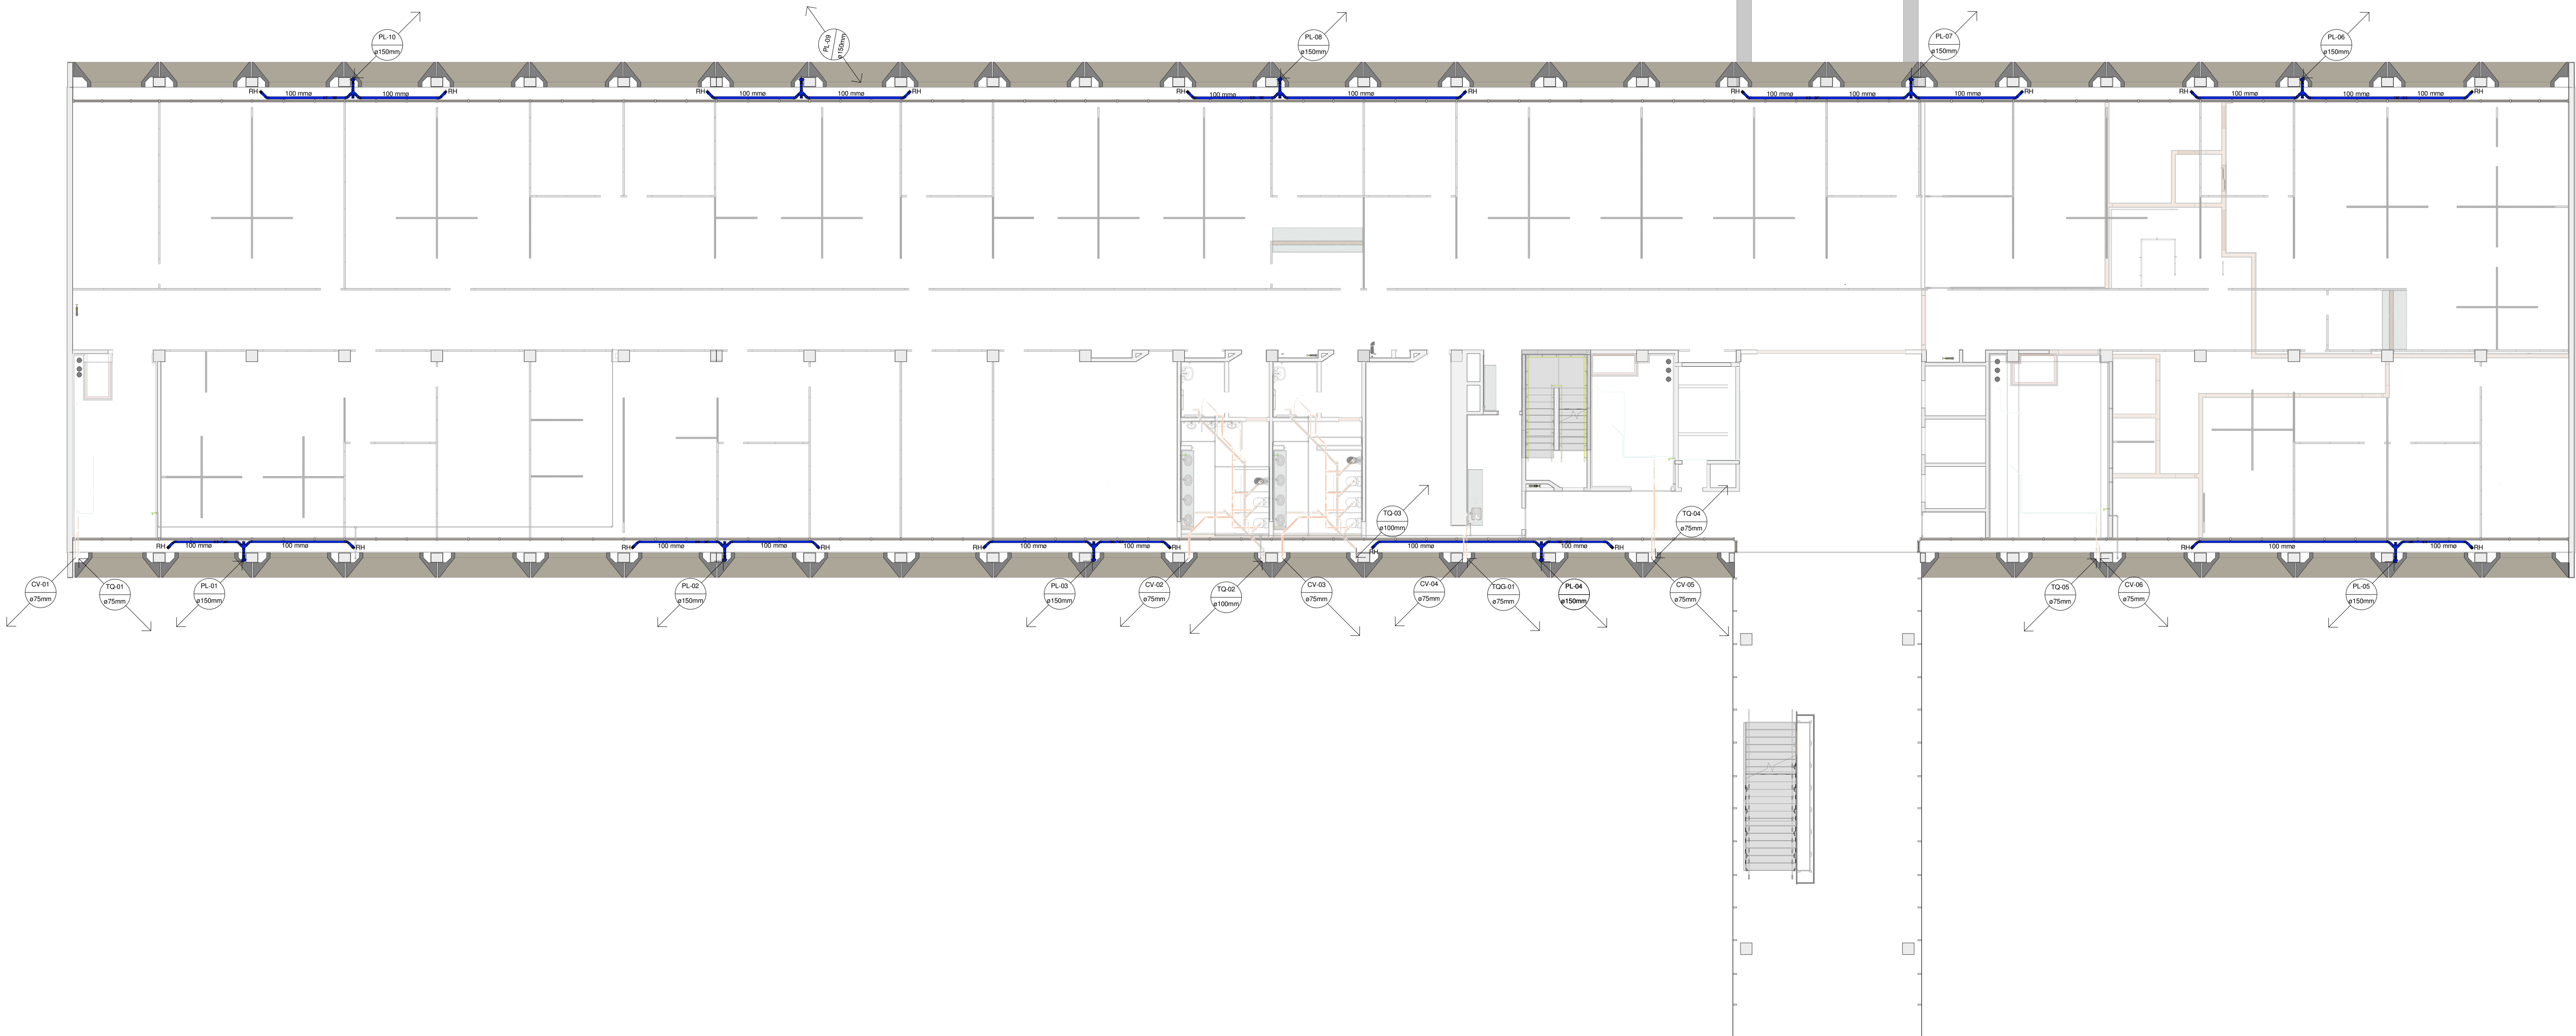 PL-10
ø150mm
PL-09
ø150mm
PL-08
ø150mm
PL-07
ø150mm
PL-06
ø150mm
RH 100 mmø 100 mmø RH
RH 100 mmø 100 mmø RH
RH 100 mmø 100 mmø RH
RH 100 mmø 100 mmø 100 mmø RH
RH 100 mmø 100 mmø 100 mmø RH
TQ-03
ø100mm
TQ-04
ø75mm
RH 100 mmø 100 mmø RH
RH 100 mmø 100 mmø RH
RH 100 mmø 100 mmø RH
RH 100 mmø 100 mmø RH
RH 100 mmø 100 mmø RH
CV-01
ø75mm
TQ-01
ø75mm
PL-01
ø150mm
PL-02
ø150mm
PL-03
ø150mm
CV-02
ø75mm
TQ-02
ø100mm
CV-03
ø75mm
CV-04
ø75mm
TQG-01
ø75mm
PL-04
ø150mm
CV-05
ø75mm
TQ-05
ø75mm
CV-06
ø75mm
PL-05
ø150mm